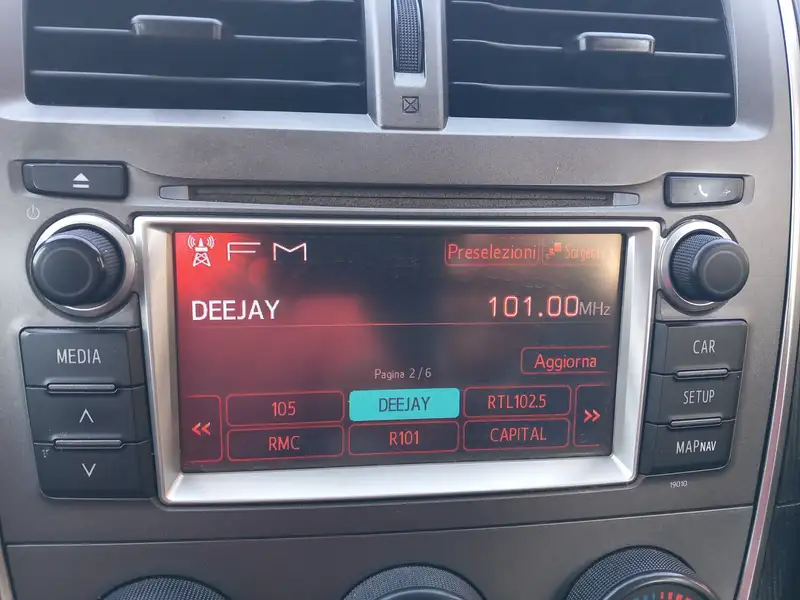 FM
Preselezioni
Sorgente
DEEJAY
101.00MHz
Aggiorna
Pagina 2/6
<<
105
DEEJAY
RTL102.5
>>
RMC
R101
CAPITAL
MEDIA
CAR
SETUP
MAPNAV
19010